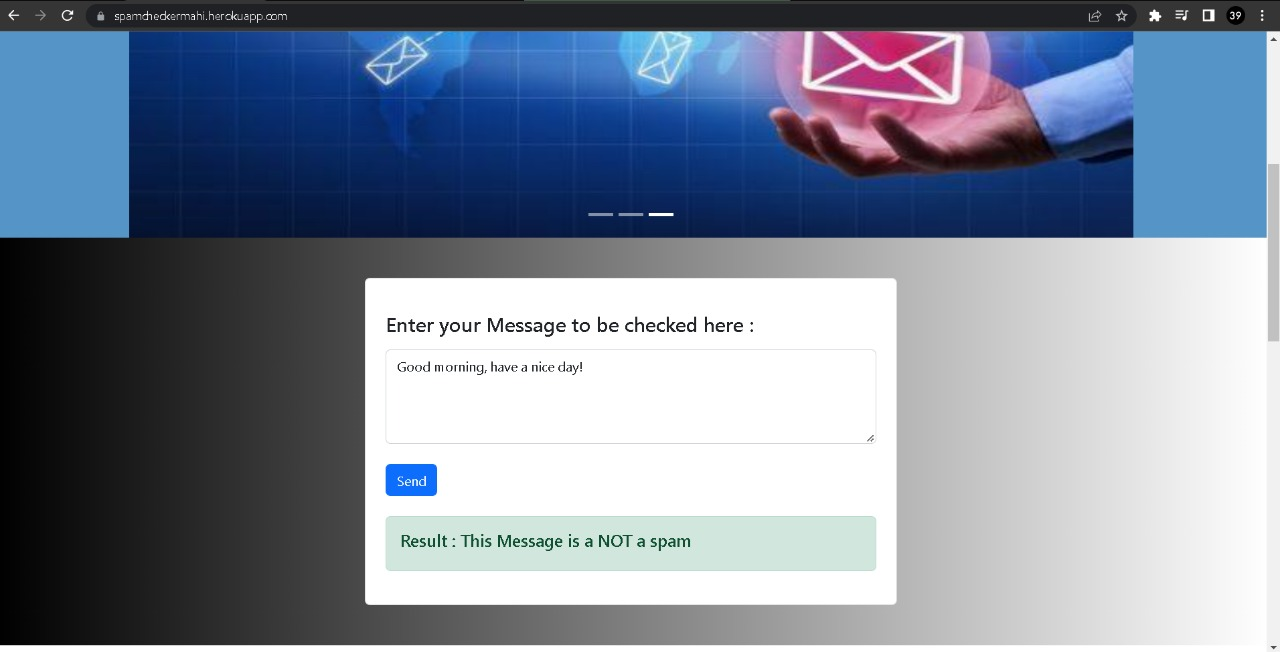 spamcheckermahi.herokuapp.com
39
Enter your Message to be checked here :
Good morning, have a nice day!
Send
Result : This Message is a NOT a spam